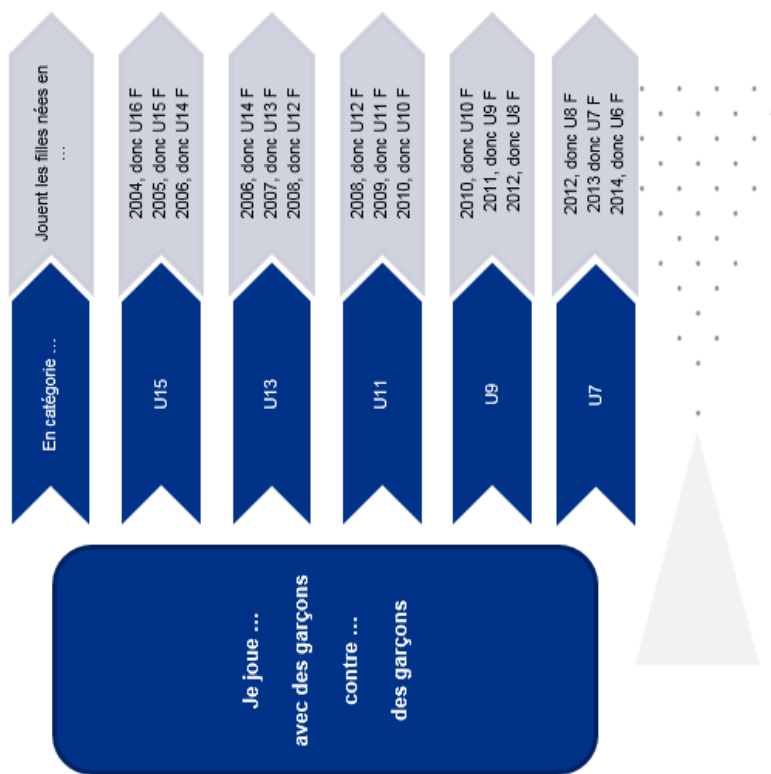 Je joue ...
avec des garçons
contre ...
des garçons
En catégorie ...
Jouent les filles nées en
...
U15
2004, donc U16 F
2005, donc U15 F
2006, donc U14 F
U13
2006, donc U14 F
2007, donc U13 F
2008, donc U12 F
U11
2008, donc U12 F
2009, donc U11 F
2010, donc U10 F
U9
2010, donc U10 F
2011, donc U9 F
2012, donc U8 F
U7
2012, donc U8 F
2013 donc U7 F
2014, donc U6 F